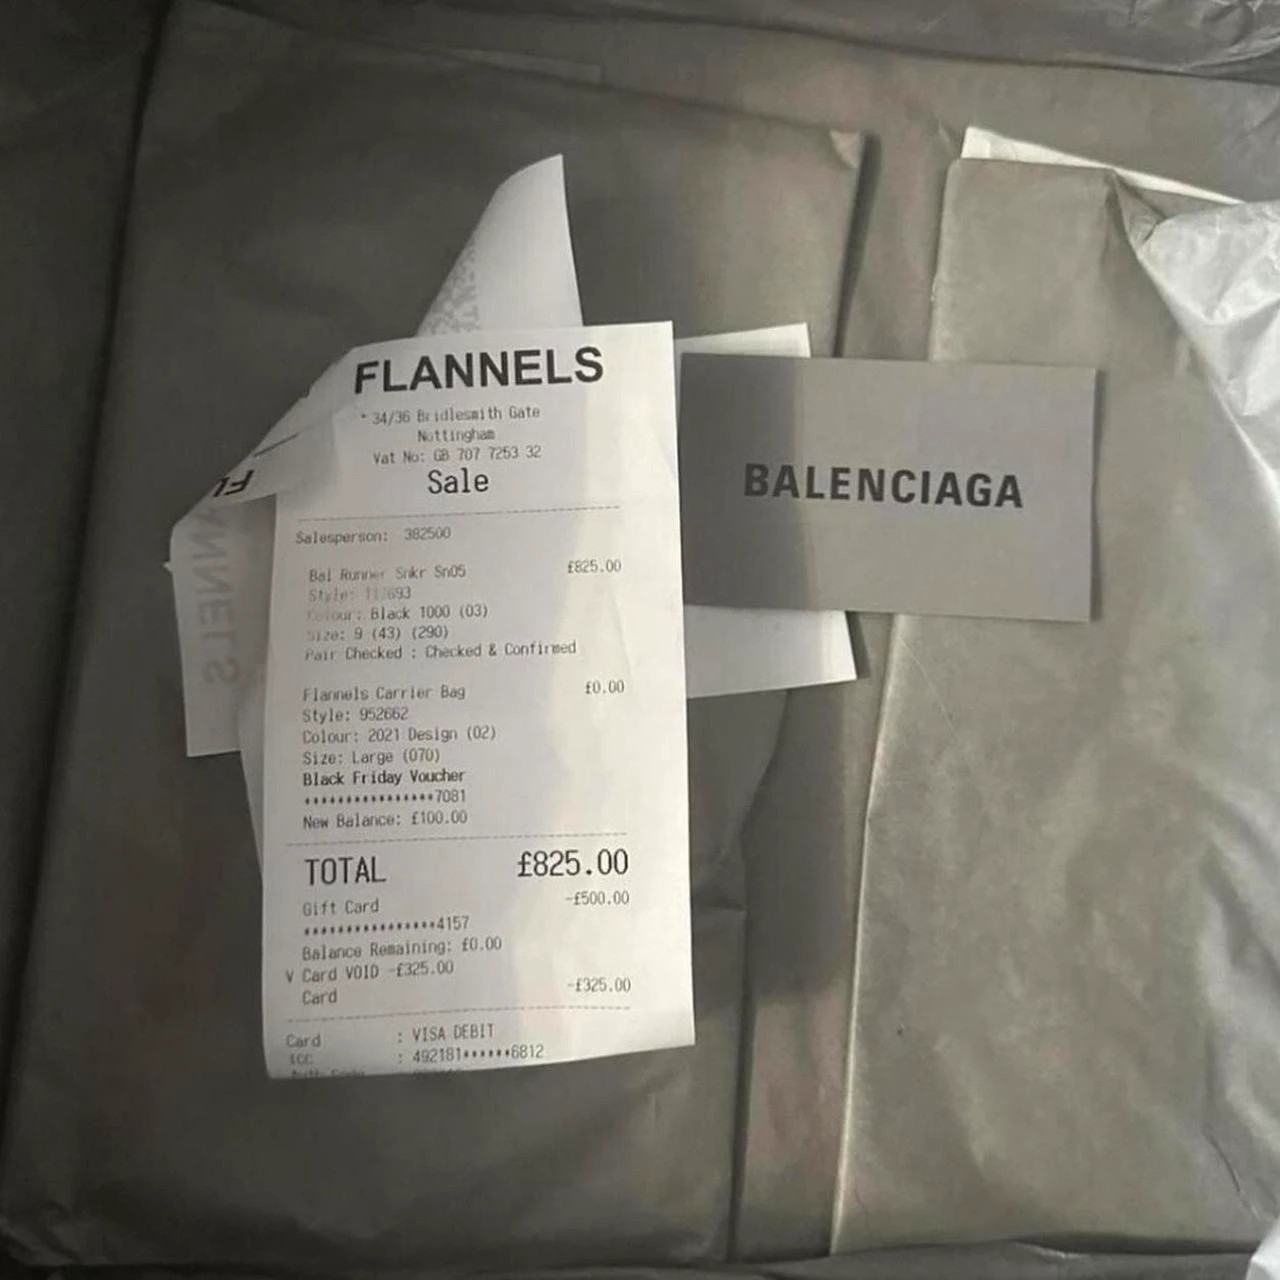 FLANNELS
34/36 Bridlesmith Gate
Nottingham
Vat No: GB 707 7253 32
Sale
Salesperson: 382500
Bal Runner Snkr Sn05 £825.00
Style:
Colour: Black 1000 (03)
Size: 9 (43) (290)
Pair Checked : Checked & Confirmed
Flannels Carrier Bag £0.00
Style: 952662
Colour: 2021 Design (02)
Size: Large (070)
Black Friday Voucher
****************7081
New Balance: £100.00
TOTAL £825.00
Gift Card -£500.00
****************4157
Balance Remaining: £0.00
V Card VOID -£325.00
Card -£325.00
Card : VISA DEBIT
ICC : 492181******6812
BALENCIAGA
FL
NNELS